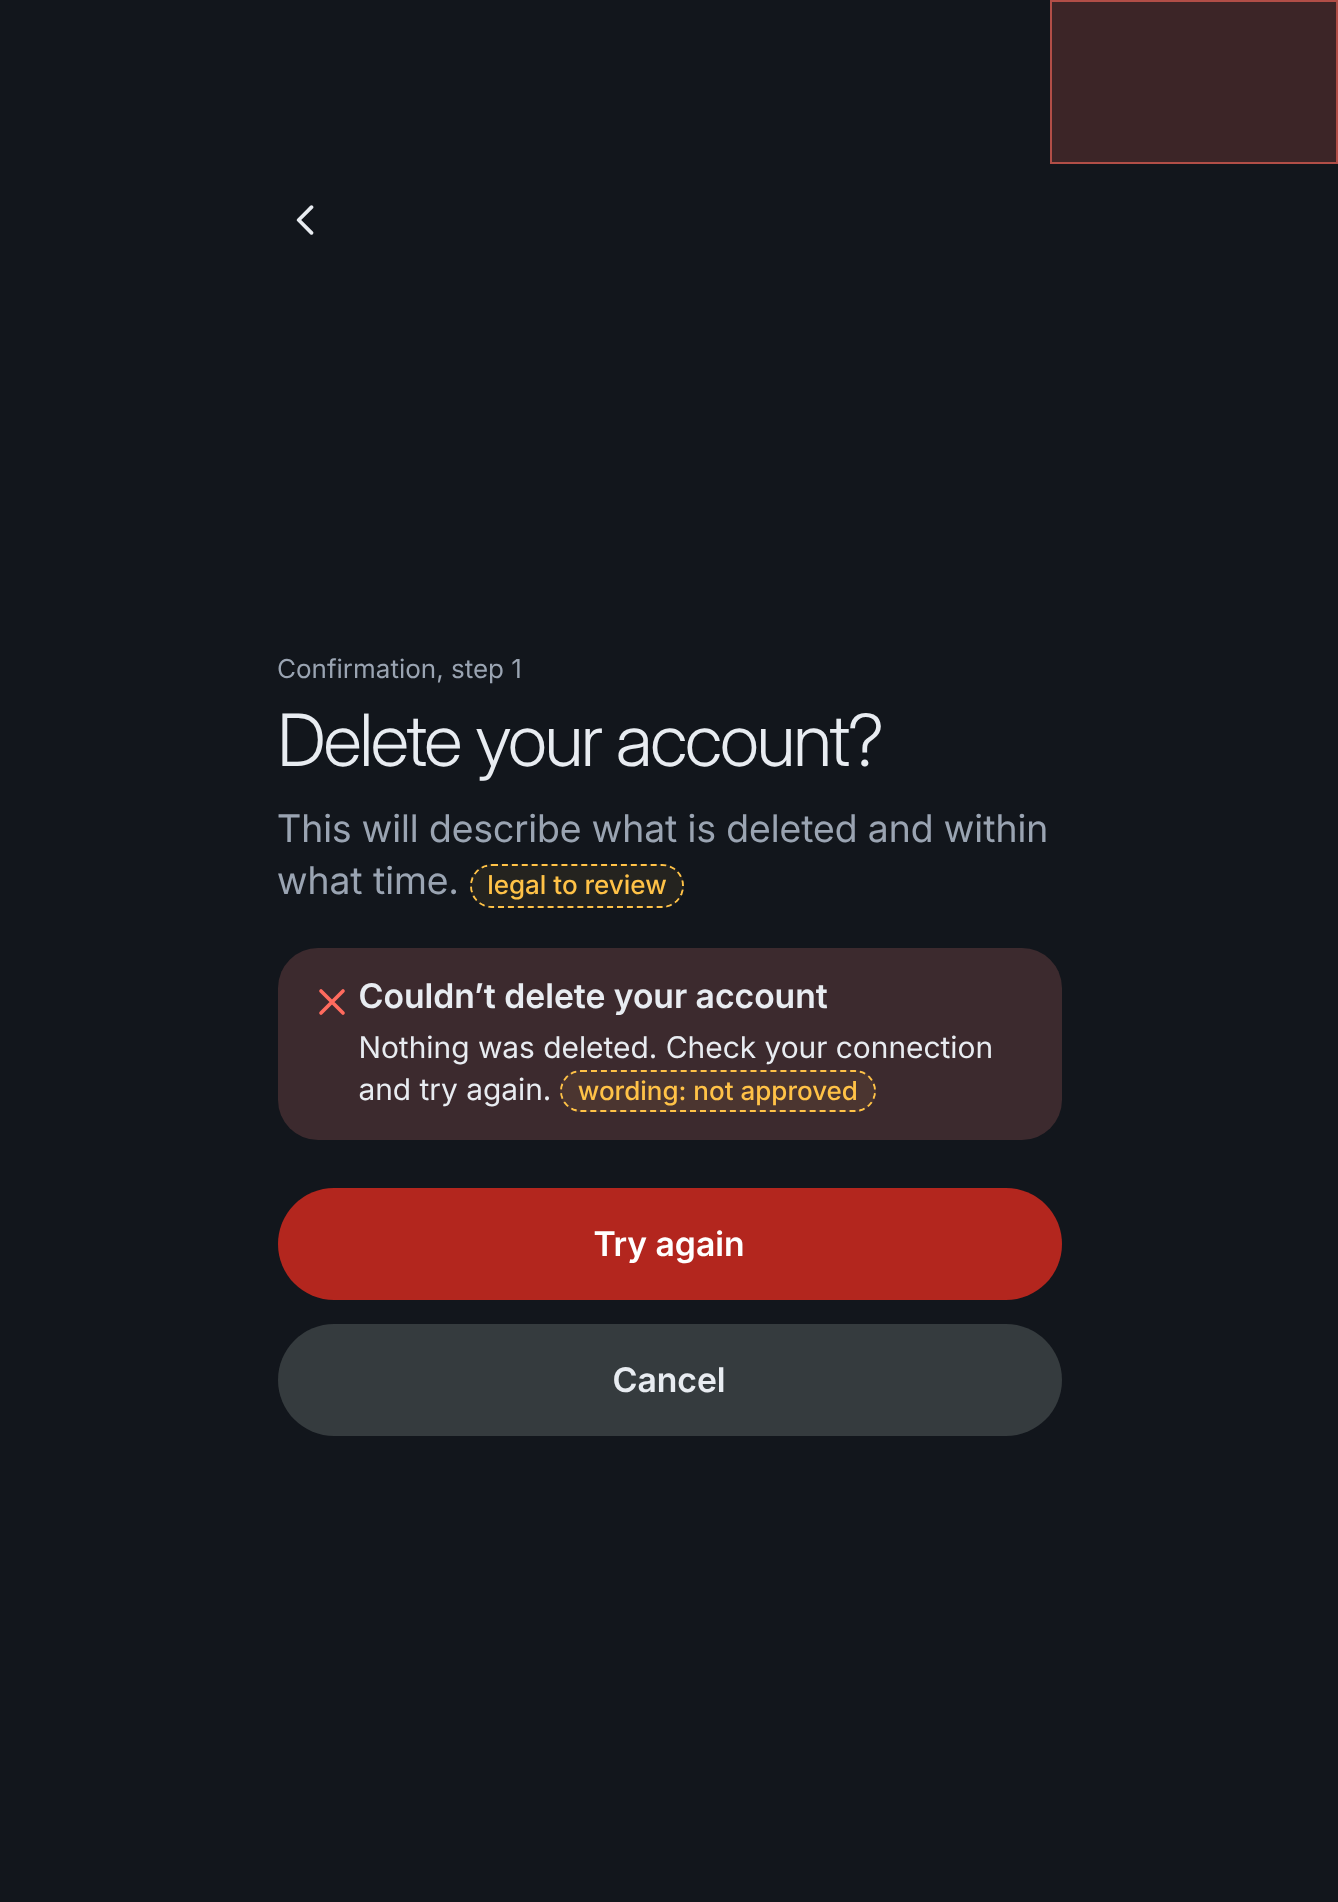 Confirmation, step 1
Delete your account?
This will describe what is deleted and within
what time. legal to review
Couldn’t delete your account
Nothing was deleted. Check your connection
and try again. wording: not approved
Try again
Cancel